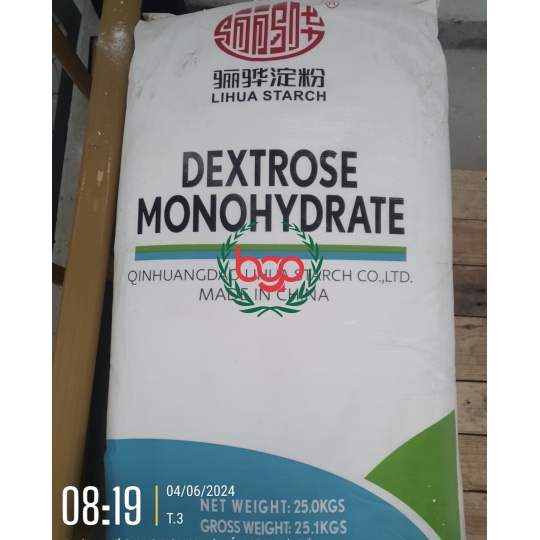 ®
骊骅淀粉
LIHUA STARCH
DEXTROSE
MONOHYDRATE
bgp
QINHUANGDAO LIHUA STARCH CO.,LTD.
MADE IN CHINA
08:19
04/06/2024
T.3
NET WEIGHT: 25.0KGS
GROSS WEIGHT: 25.1KGS